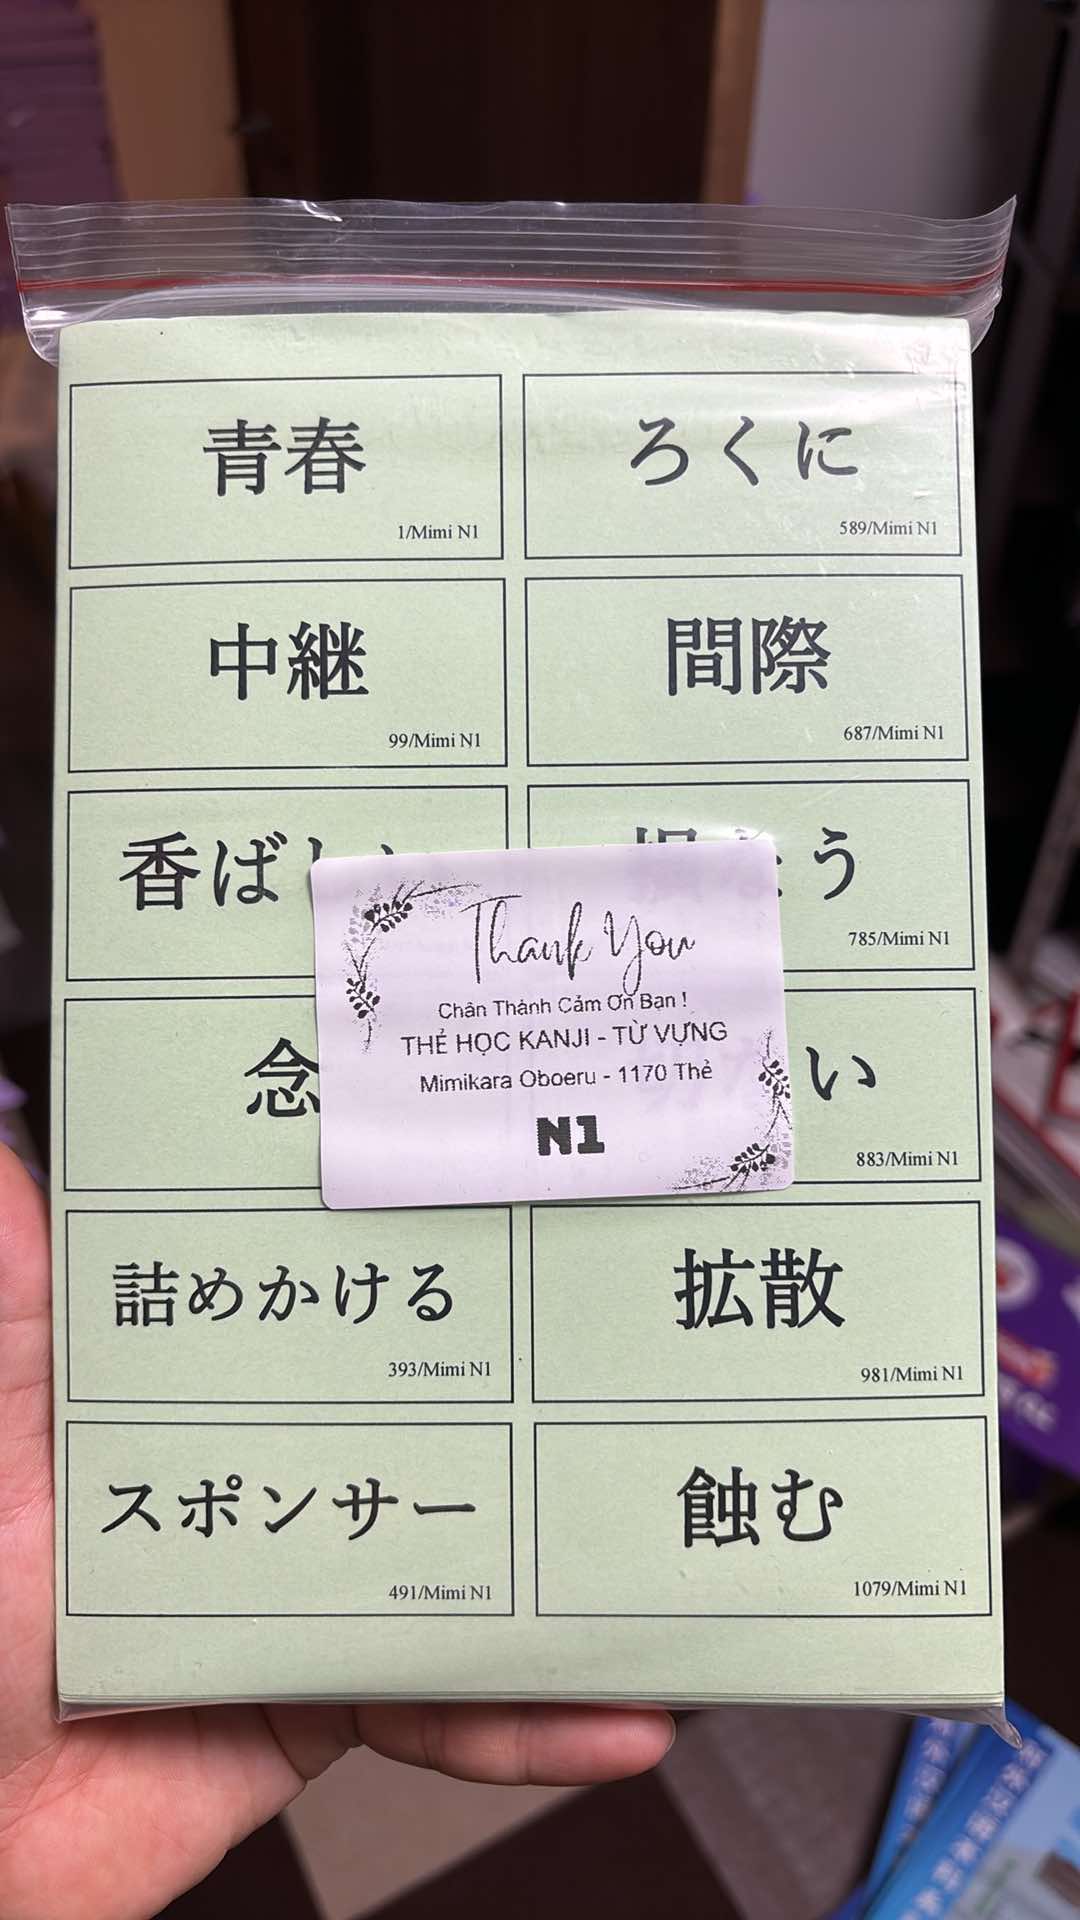 青春
1/Mimi N1
ろくに
589/Mimi N1
中継
99/Mimi N1
間際
687/Mimi N1
香ば
う
785/Mimi N1
念
い
883/Mimi N1
Thank You
Chân Thành Cảm Ơn Bạn !
THẺ HỌC KANJI - TỪ VỰNG
Mimikara Oboeru - 1170 Thẻ
N1
詰めかける
393/Mimi N1
拡散
981/Mimi N1
スポンサー
491/Mimi N1
蝕む
1079/Mimi N1